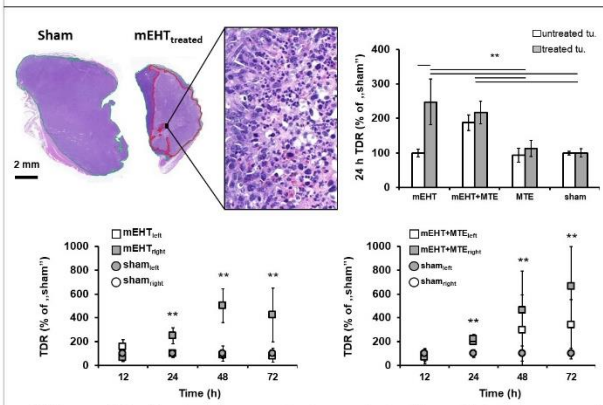 Sham
mEHTtreated
2 mm
untreated tu.
treated tu.
24 h TDR (% of „sham”)
400
300
200
100
0
**
mEHT
mEHT+MTE
MTE
sham
mEHTleft
mEHTright
shamleft
shamright
TDR (% of „sham”)
1000
800
600
400
200
0
**
**
**
12
24
48
72
Time (h)
mEHT+MTEleft
mEHT+MTEright
shamleft
shamright
TDR (% of „sham”)
1000
800
600
400
200
0
**
**
**
12
24
48
72
Time (h)